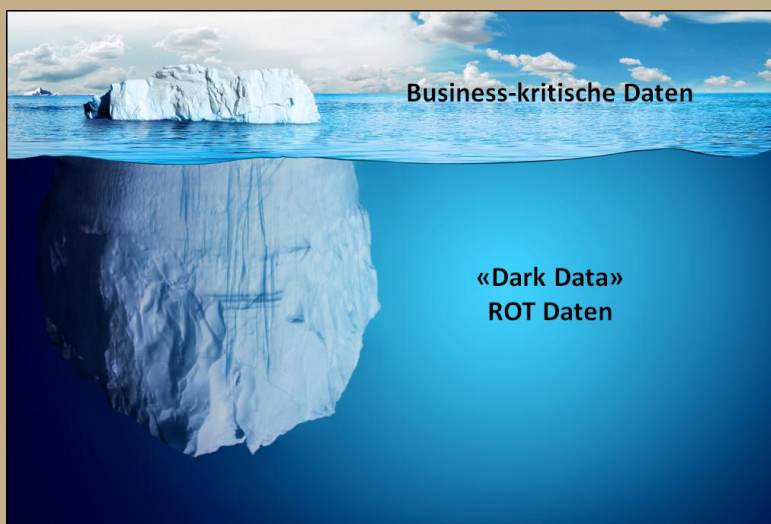 Business-kritische Daten
«Dark Data»
ROT Daten